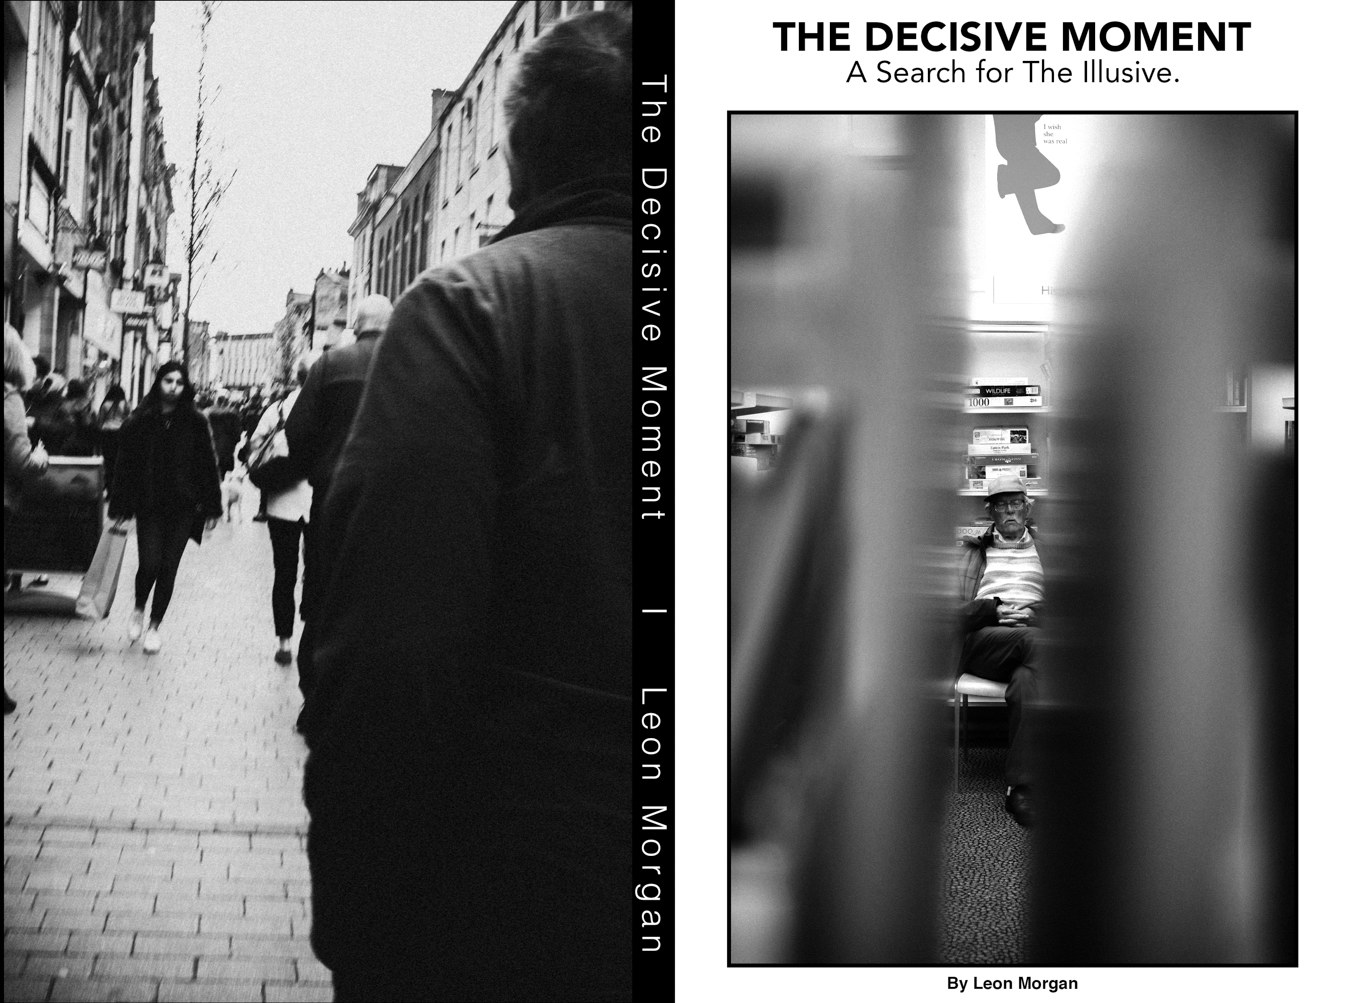 The Decisive Moment | Leon Morgan
THE DECISIVE MOMENT
A Search for The Illusive.
I wish
she
was real
WILDLIFE
1000
By Leon Morgan